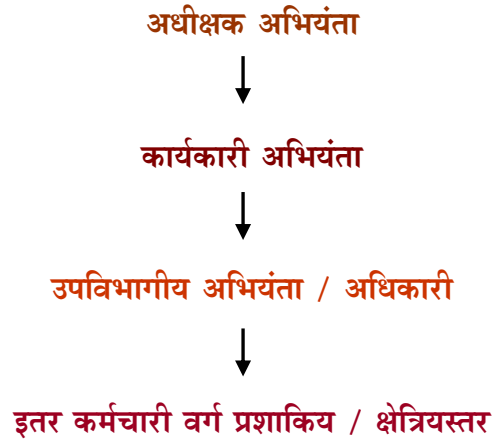 अधीक्षक अभियंता
कार्यकारी अभियंता
उपविभागीय अभियंता / अधिकारी
इतर कर्मचारी वर्ग प्रशाकिय / क्षेत्रियस्तर